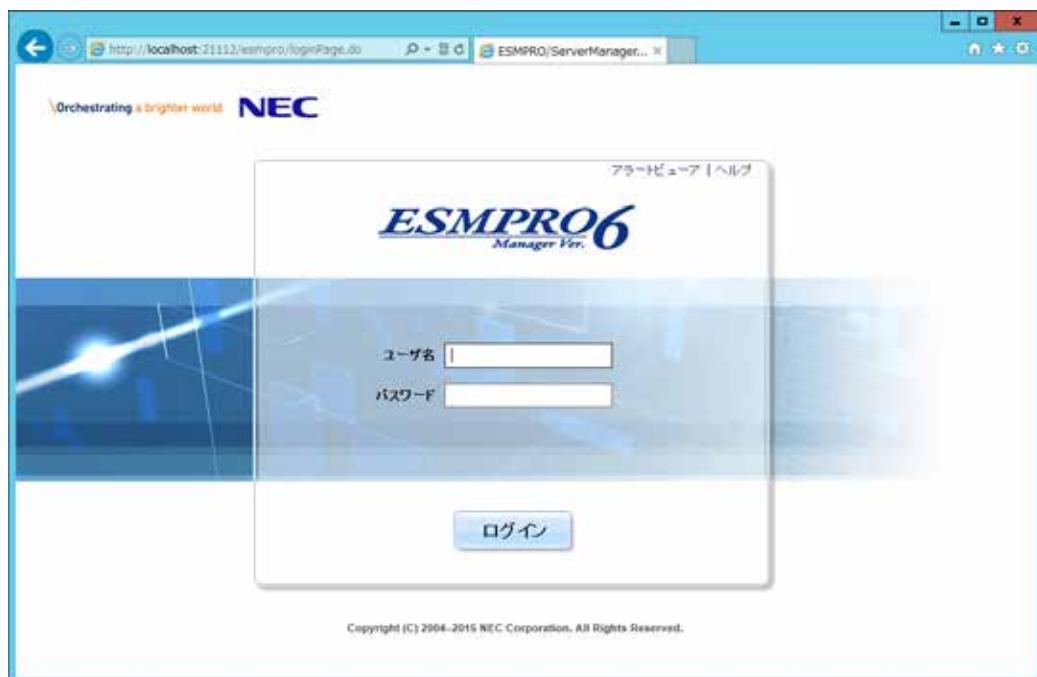 http://localhost:21112/esmpro/loginPage.do
ESMPRO/ServerManager...
\Orchestrating a brighter world NEC
アラートビューア | ヘルプ
ESMPRO6
Manager Ver.
ユーザ名
パスワード
ログイン
Copyright (C) 2004-2015 NEC Corporation. All Rights Reserved.